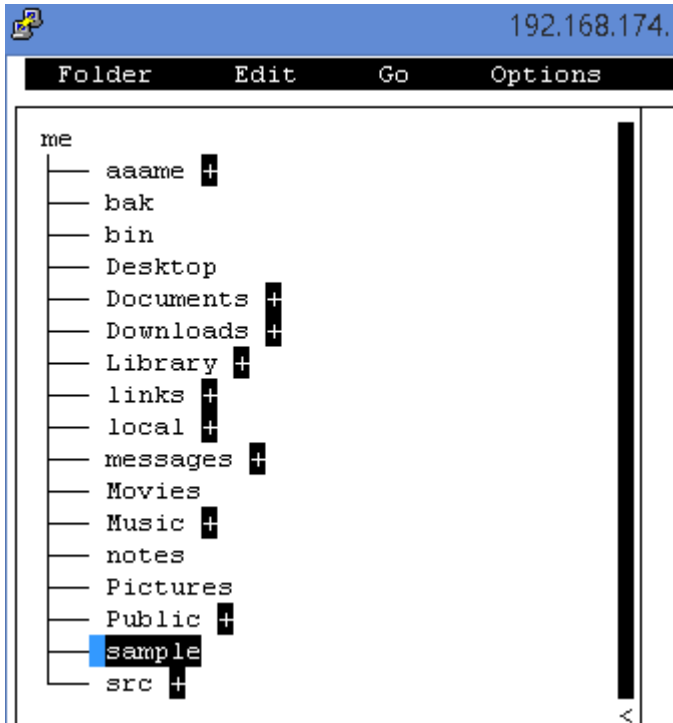 192.168.174.
Folder Edit Go Options
me
aaame +
bak
bin
Desktop
Documents +
Downloads +
Library +
links +
local +
messages +
Movies
Music +
notes
Pictures
Public +
sample
src +
<